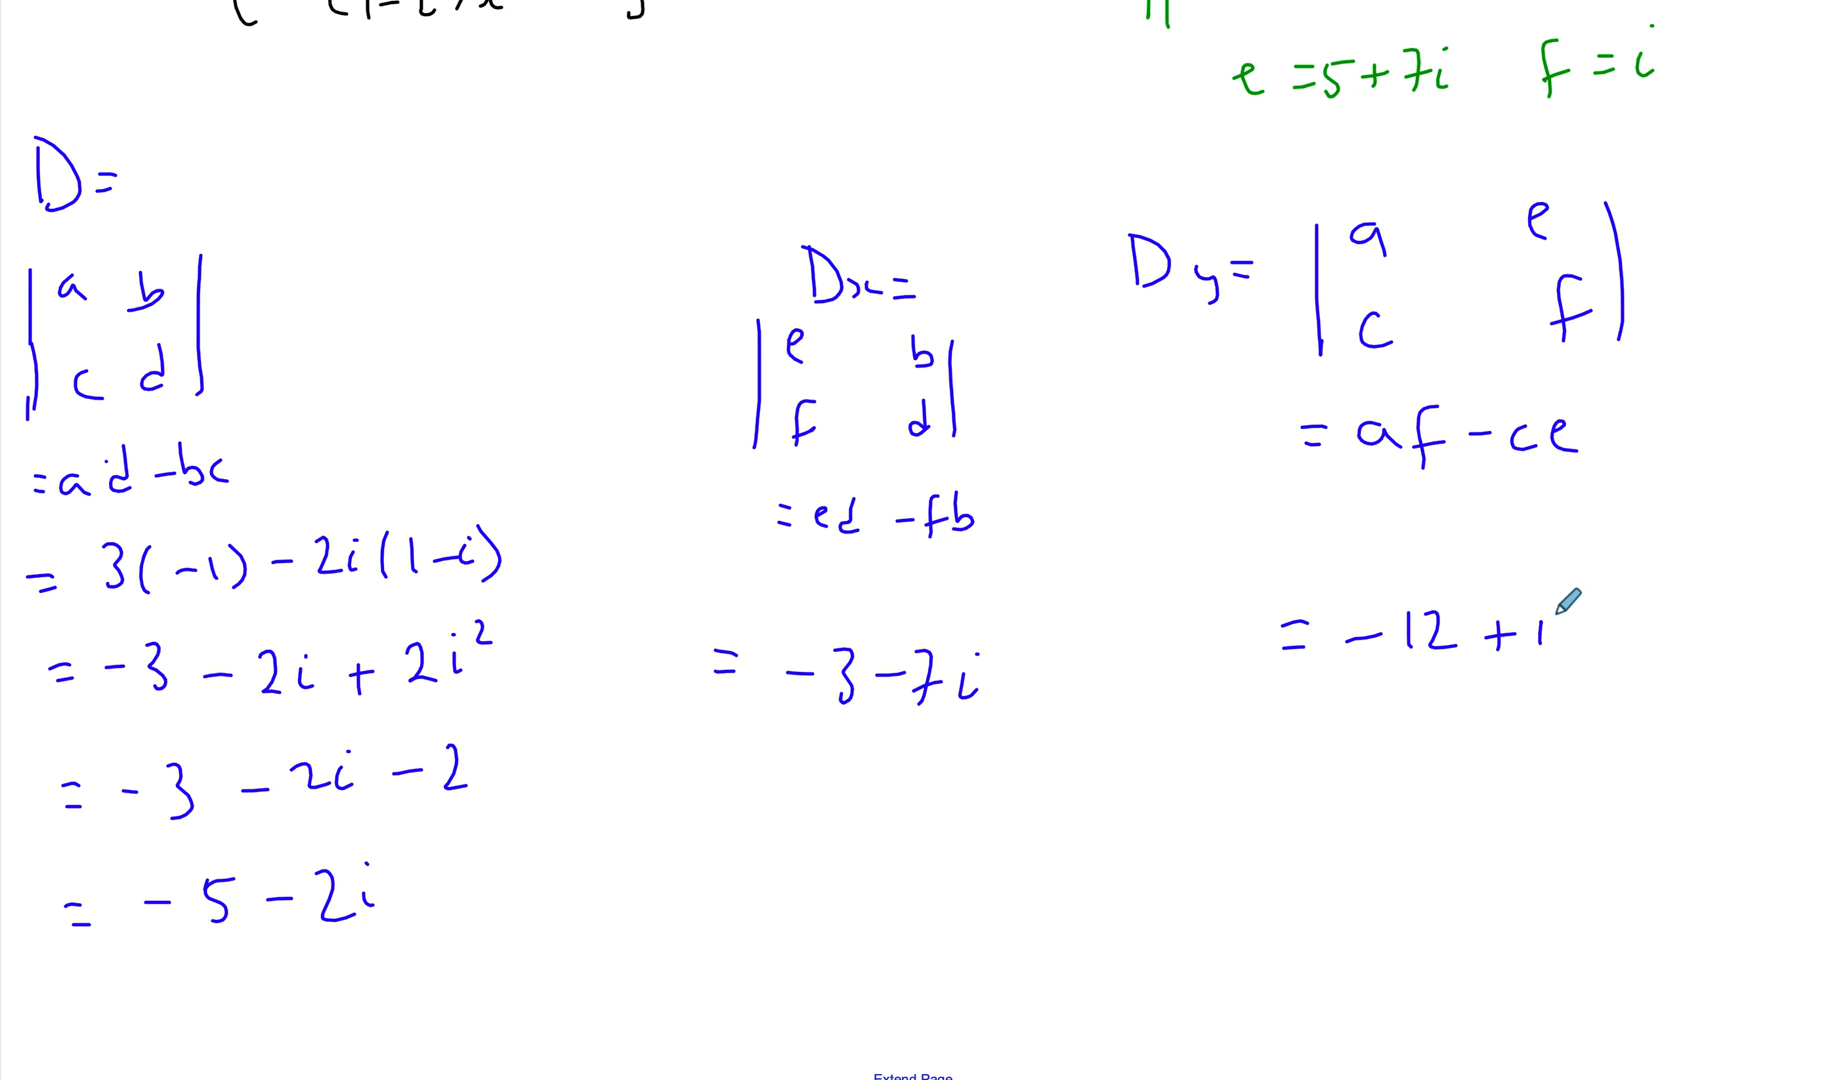 e = 5 + 7i f = i
D =
| a b |
| c d |
= ad - bc
= 3(-1) - 2i(1-i)
= -3 - 2i + 2i²
= -3 - 2i - 2
= -5 - 2i
Dx =
| e b |
| f d |
= ed - fb
= -3 - 7i
Dy = | a e |
| c f |
= af - ce
= -12 + i
Extend Page